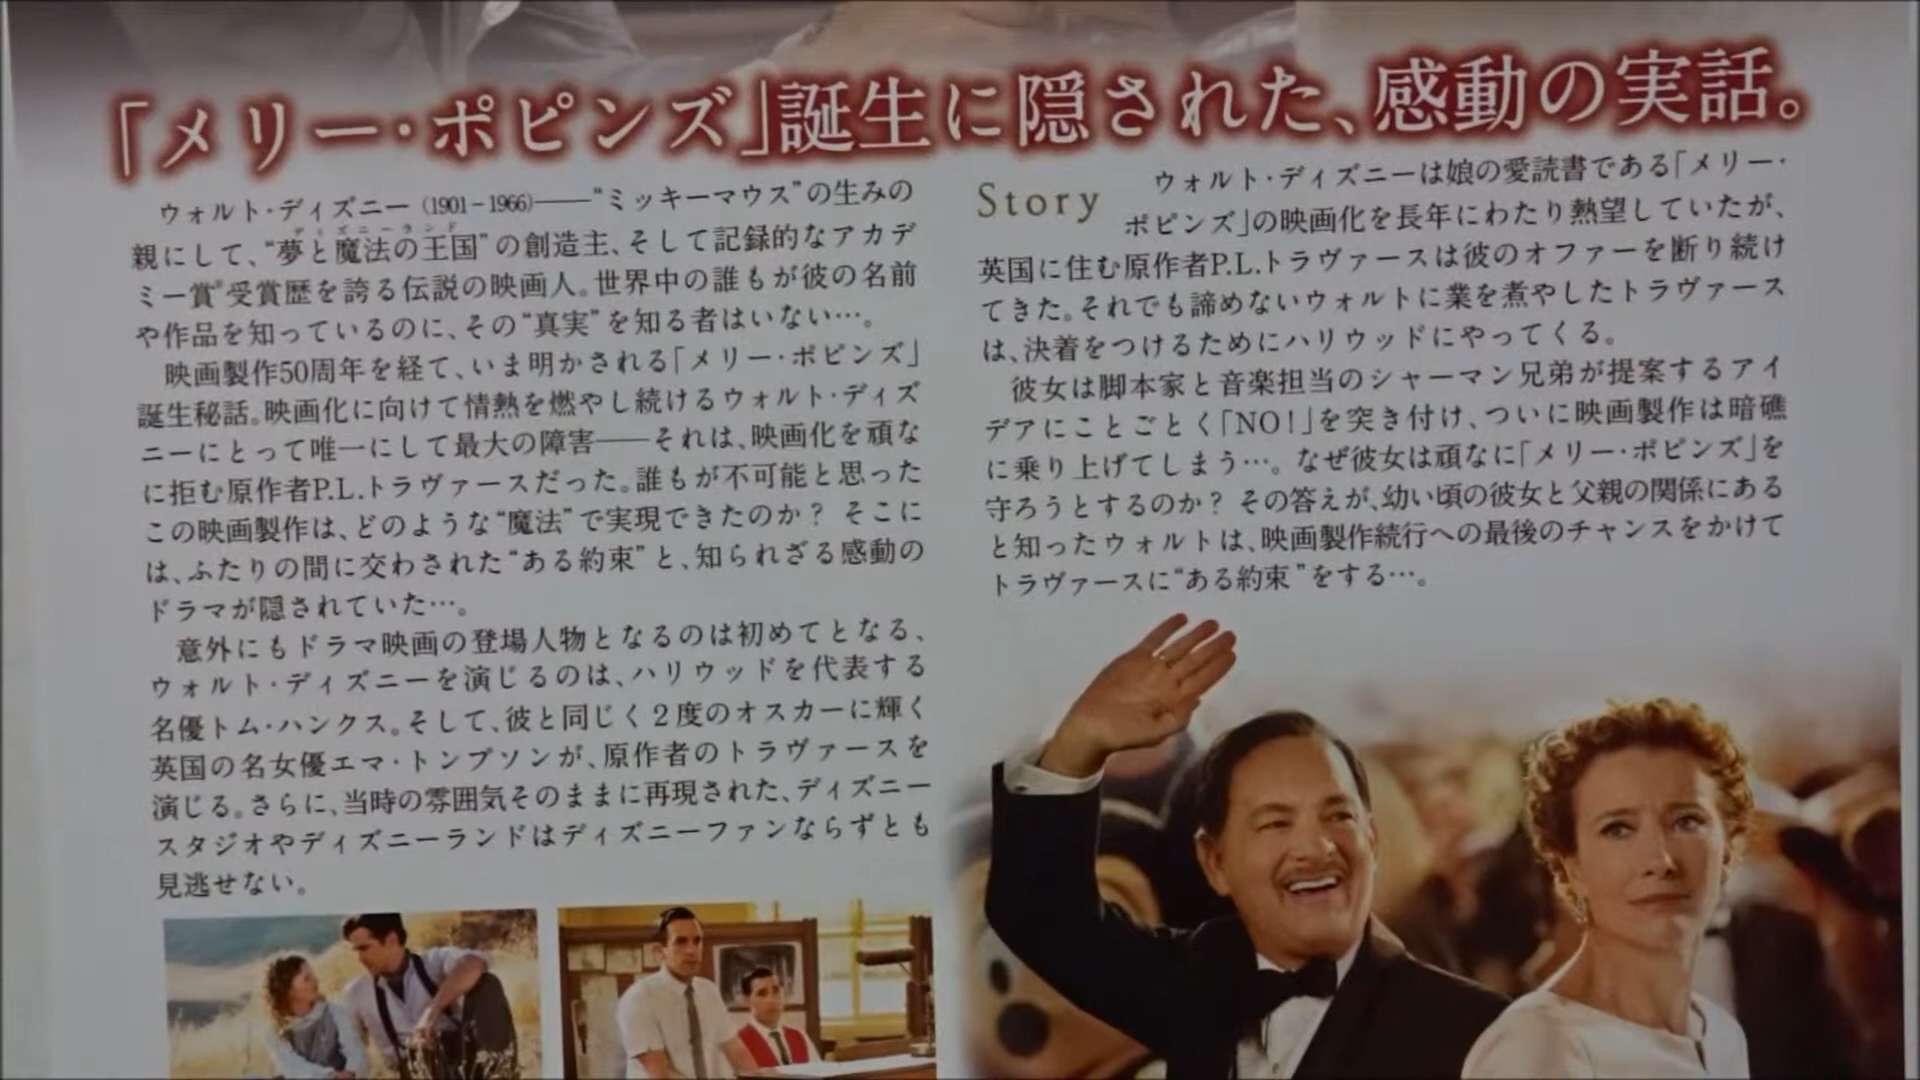 「メリー・ポピンズ」誕生に隠された、感動の実話。
ウォルト・ディズニー（1901－1966）――“ミッキーマウス”の生みの
ディズニーランド
親にして、“夢と魔法の王国”の創造主、そして記録的なアカデ
ミー賞®受賞歴を誇る伝説の映画人。世界中の誰もが彼の名前
や作品を知っているのに、その“真実”を知る者はいない…。
映画製作50周年を経て、いま明かされる「メリー・ポピンズ」
誕生秘話。映画化に向けて情熱を燃やし続けるウォルト・ディズ
ニーにとって唯一にして最大の障害――それは、映画化を頑な
に拒む原作者P.L.トラヴァースだった。誰もが不可能と思った
この映画製作は、どのような“魔法”で実現できたのか？ そこに
は、ふたりの間に交わされた“ある約束”と、知られざる感動の
ドラマが隠されていた…。
意外にもドラマ映画の登場人物となるのは初めてとなる、
ウォルト・ディズニーを演じるのは、ハリウッドを代表する
名優トム・ハンクス。そして、彼と同じく２度のオスカーに輝く
英国の名女優エマ・トンプソンが、原作者のトラヴァースを
演じる。さらに、当時の雰囲気そのままに再現された、ディズニー
スタジオやディズニーランドはディズニーファンならずとも
見逃せない。
Story
ウォルト・ディズニーは娘の愛読書である「メリー・
ポピンズ」の映画化を長年にわたり熱望していたが、
英国に住む原作者P.L.トラヴァースは彼のオファーを断り続け
てきた。それでも諦めないウォルトに業を煮やしたトラヴァース
は、決着をつけるためにハリウッドにやってくる。
彼女は脚本家と音楽担当のシャーマン兄弟が提案するアイ
デアにことごとく「NO!」を突き付け、ついに映画製作は暗礁
に乗り上げてしまう…。なぜ彼女は頑なに「メリー・ポピンズ」を
守ろうとするのか？ その答えが、幼い頃の彼女と父親の関係にある
と知ったウォルトは、映画製作続行への最後のチャンスをかけて
トラヴァースに“ある約束”をする…。